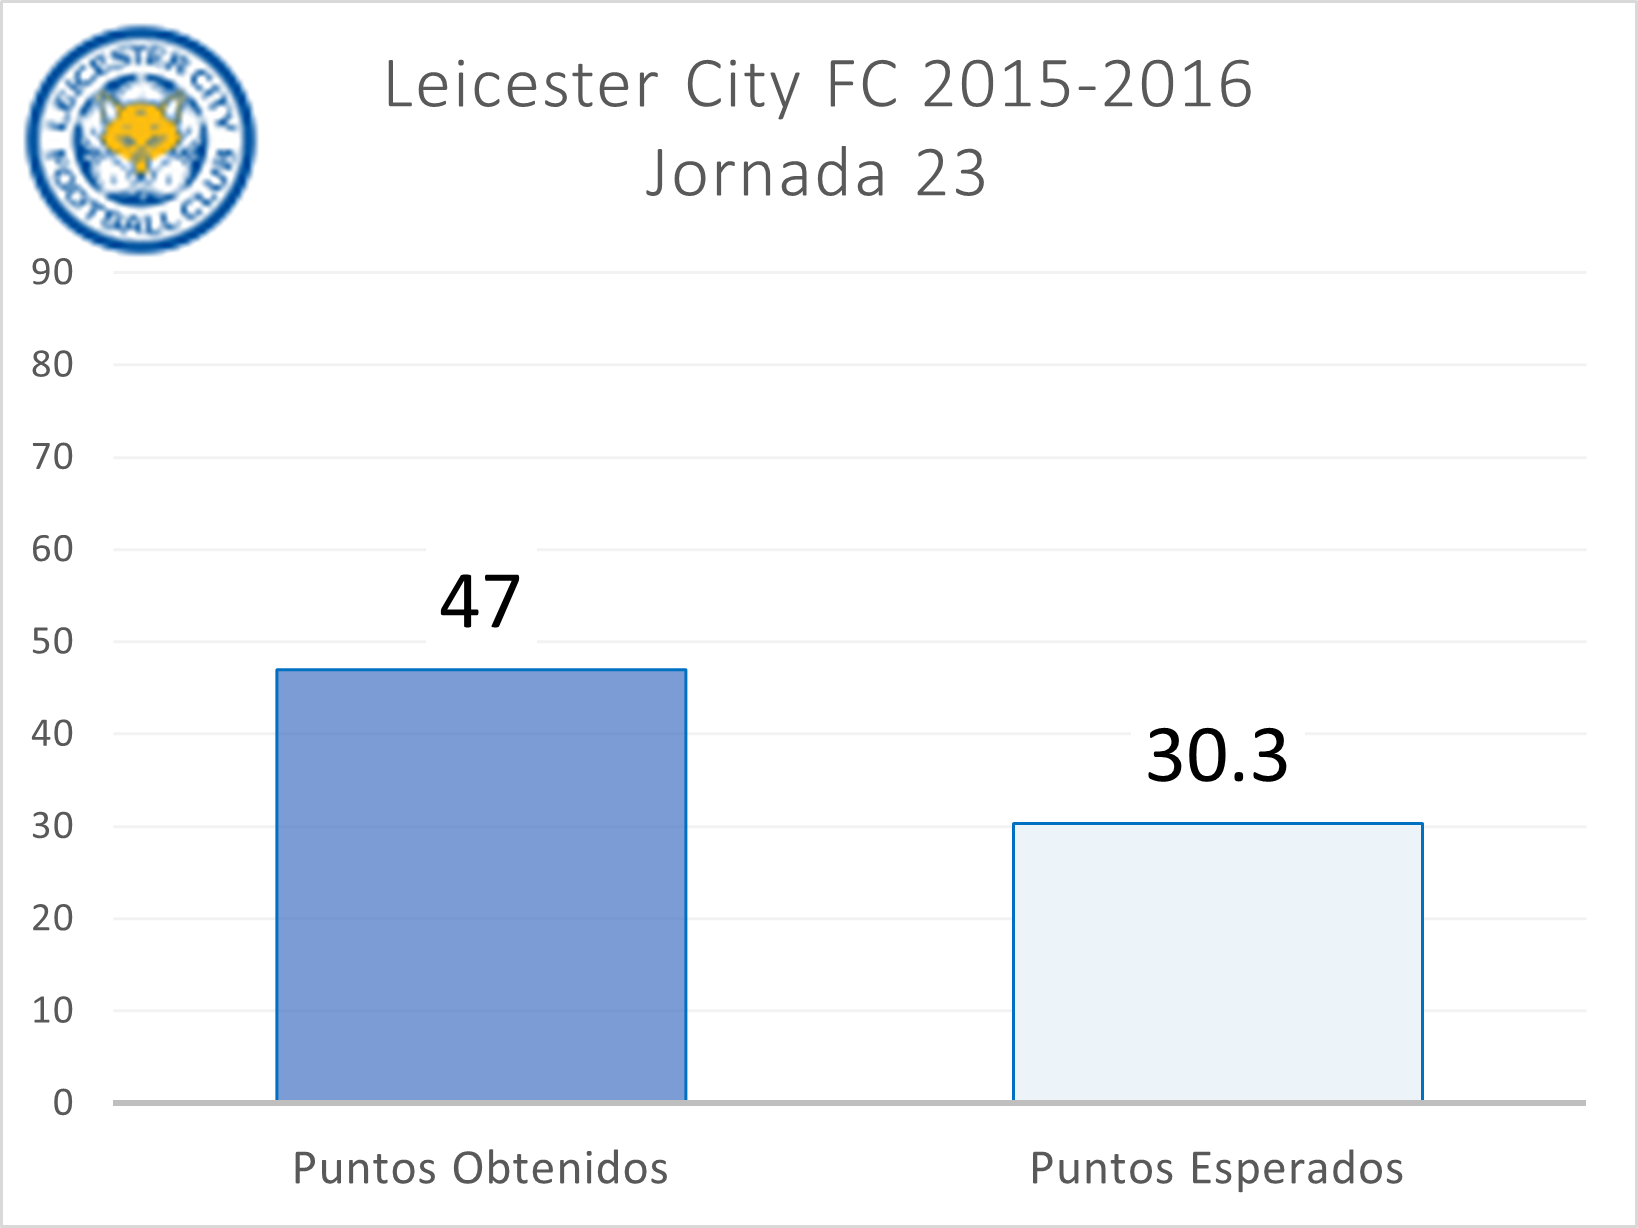 LEICESTER CITY
FOOTBALL CLUB
Leicester City FC 2015-2016
Jornada 23
90
80
70
60
50
40
30
20
10
0
47
30.3
Puntos Obtenidos
Puntos Esperados